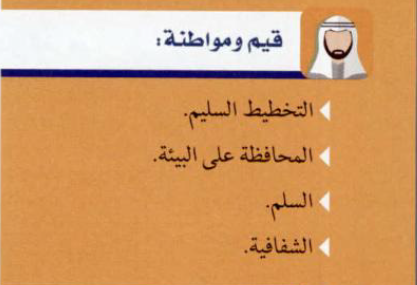 قيم ومواطنة:
التخطيط السليم.
المحافظة على البيئة.
السلم.
الشفافية.